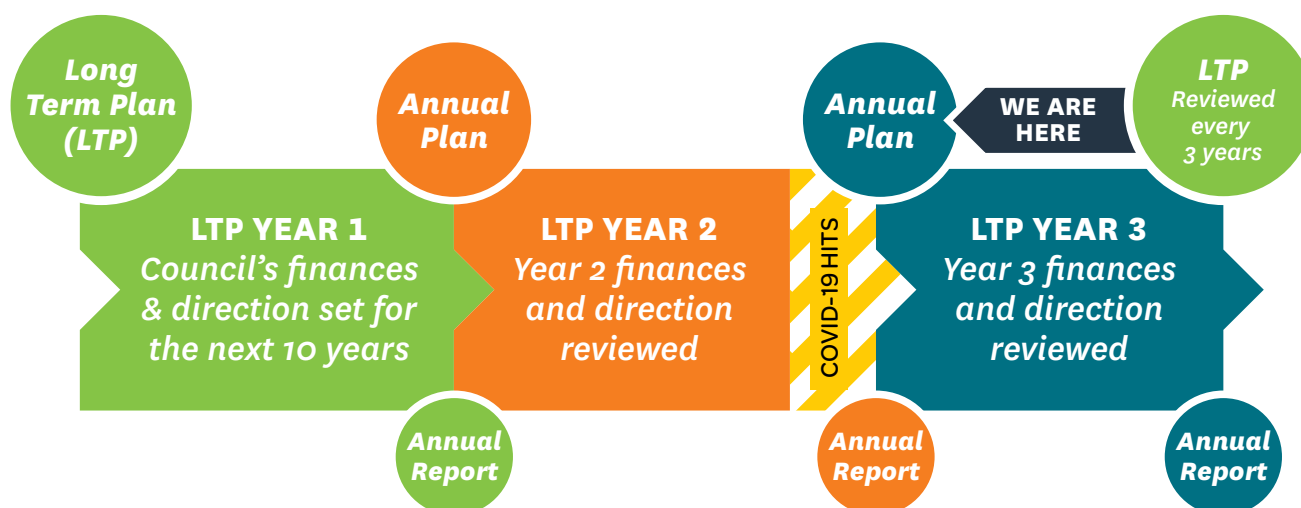 Long
Term Plan
(LTP)
Annual
Plan
Annual
Plan
WE ARE
HERE
LTP
Reviewed
every
3 years
LTP YEAR 1
Council's finances
& direction set for
the next 10 years
LTP YEAR 2
Year 2 finances
and direction
reviewed
COVID-19 HITS
LTP YEAR 3
Year 3 finances
and direction
reviewed
Annual
Report
Annual
Report
Annual
Report